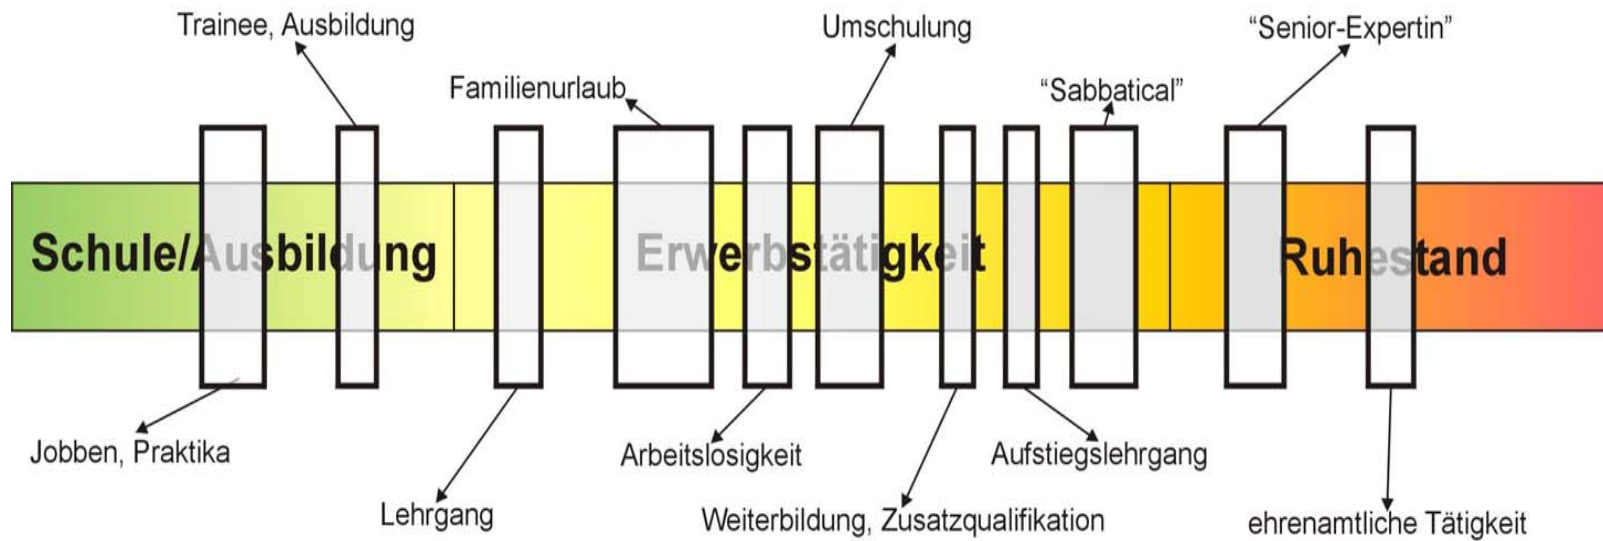 Trainee, Ausbildung
Umschulung
“Senior-Expertin”
Familienurlaub
“Sabbatical”
Schule/Ausbildung
Erwerbstätigkeit
Ruhestand
Jobben, Praktika
Arbeitslosigkeit
Aufstiegslehrgang
Lehrgang
Weiterbildung, Zusatzqualifikation
ehrenamtliche Tätigkeit